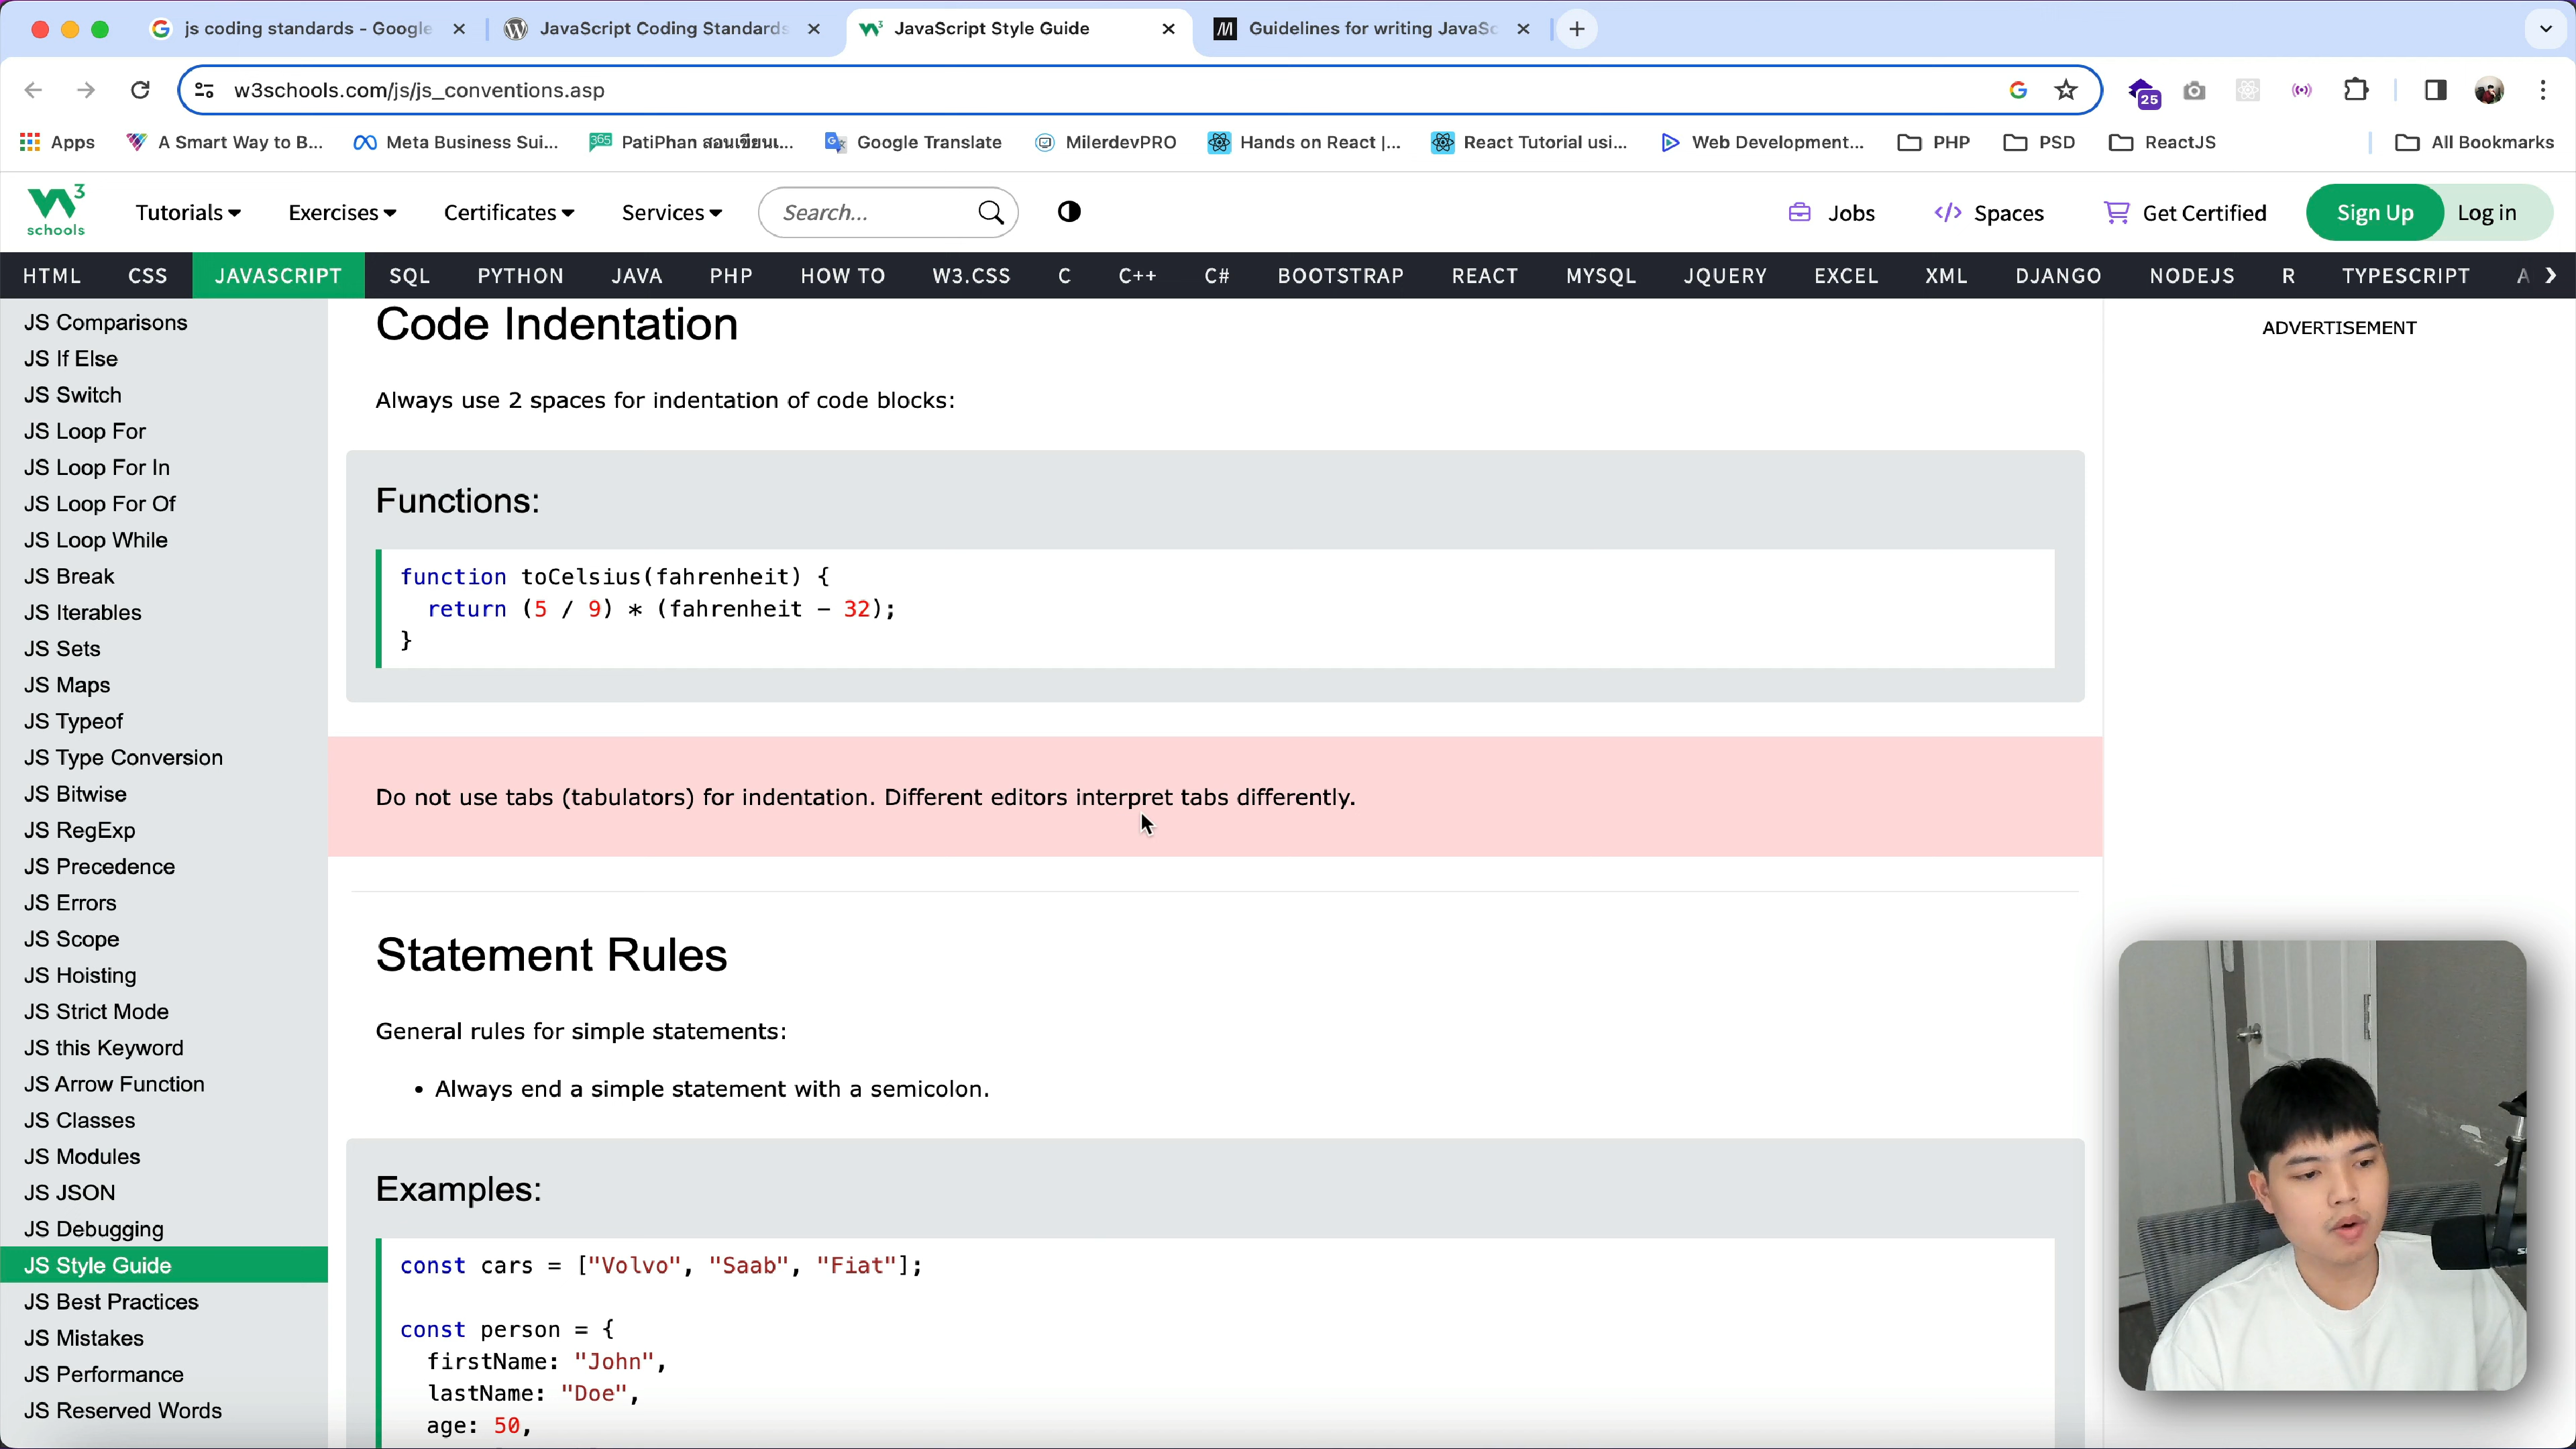 js coding standards - Google
JavaScript Coding Standards
JavaScript Style Guide
Guidelines for writing JavaSc
w3schools.com/js/js_conventions.asp
25
Apps
A Smart Way to B...
Meta Business Sui...
PatiPhan สอนเขียนเ...
Google Translate
MilerdevPRO
Hands on React |...
React Tutorial usi...
Web Development...
PHP
PSD
ReactJS
All Bookmarks
W3 schools
Tutorials
Exercises
Certificates
Services
Search...
Jobs
Spaces
Get Certified
Sign Up
Log in
HTML
CSS
JAVASCRIPT
SQL
PYTHON
JAVA
PHP
HOW TO
W3.CSS
C
C++
C#
BOOTSTRAP
REACT
MYSQL
JQUERY
EXCEL
XML
DJANGO
NODEJS
R
TYPESCRIPT
A
JS Comparisons
JS If Else
JS Switch
JS Loop For
JS Loop For In
JS Loop For Of
JS Loop While
JS Break
JS Iterables
JS Sets
JS Maps
JS Typeof
JS Type Conversion
JS Bitwise
JS RegExp
JS Precedence
JS Errors
JS Scope
JS Hoisting
JS Strict Mode
JS this Keyword
JS Arrow Function
JS Classes
JS Modules
JS JSON
JS Debugging
JS Style Guide
JS Best Practices
JS Mistakes
JS Performance
JS Reserved Words
Code Indentation
Always use 2 spaces for indentation of code blocks:
Functions:
function toCelsius(fahrenheit) {
  return (5 / 9) * (fahrenheit - 32);
}
Do not use tabs (tabulators) for indentation. Different editors interpret tabs differently.
Statement Rules
General rules for simple statements:
• Always end a simple statement with a semicolon.
Examples:
const cars = ["Volvo", "Saab", "Fiat"];
const person = {
  firstName: "John",
  lastName: "Doe",
  age: 50,
ADVERTISEMENT